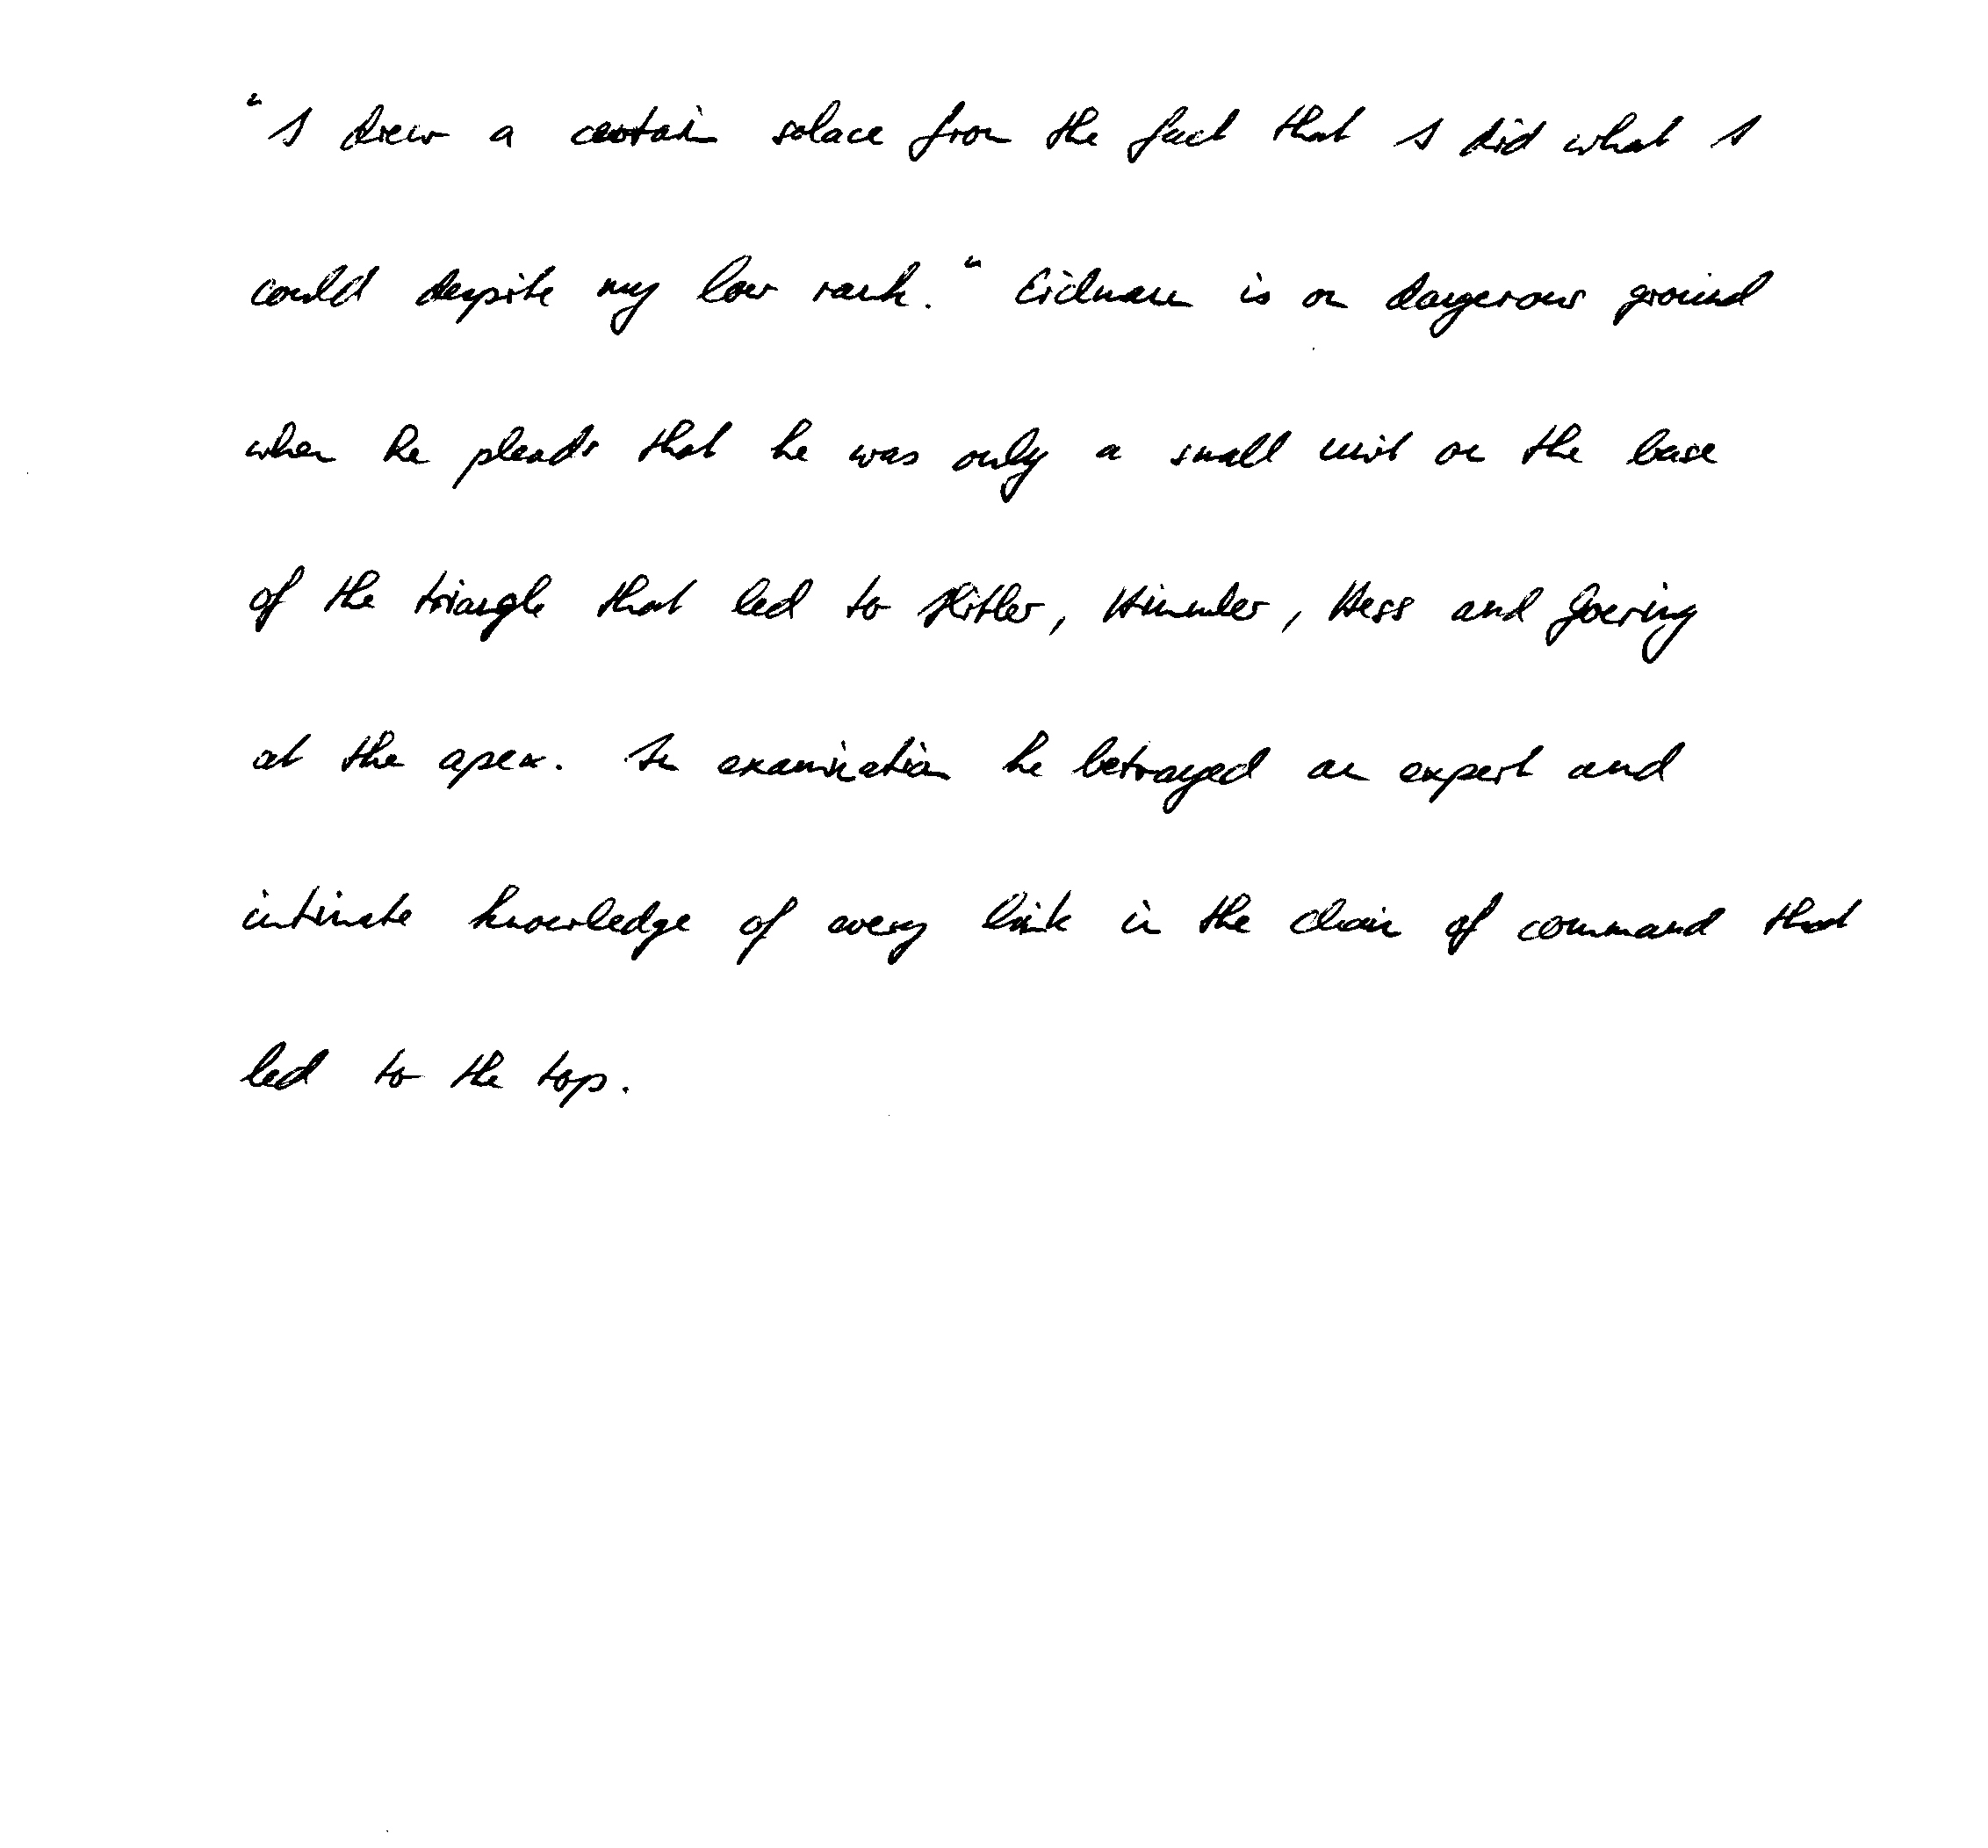 "I drew a certain solace from the fact that I did what I
could despite my low rank." Eichmann is on dangerous ground
when he pleads that he was only a small unit on the base
of the triangle that led to Hitler, Himmler, Hess and Goering
at the apex. In examination he betrayed an expert and
intimate knowledge of every link in the chain of command that
led to the top.